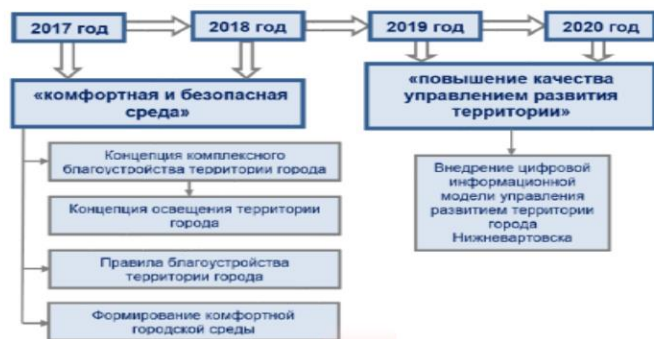 2017 год
2018 год
2019 год
2020 год
«комфортная и безопасная
среда»
«повышение качества
управлением развития
территории»
Концепция комплексного
благоустройства территории города
Концепция освещения территории
города
Правила благоустройства
территории города
Формирование комфортной
городской среды
Внедрение цифровой
информационной
модели управления
развитием территории
города
Нижневартовска